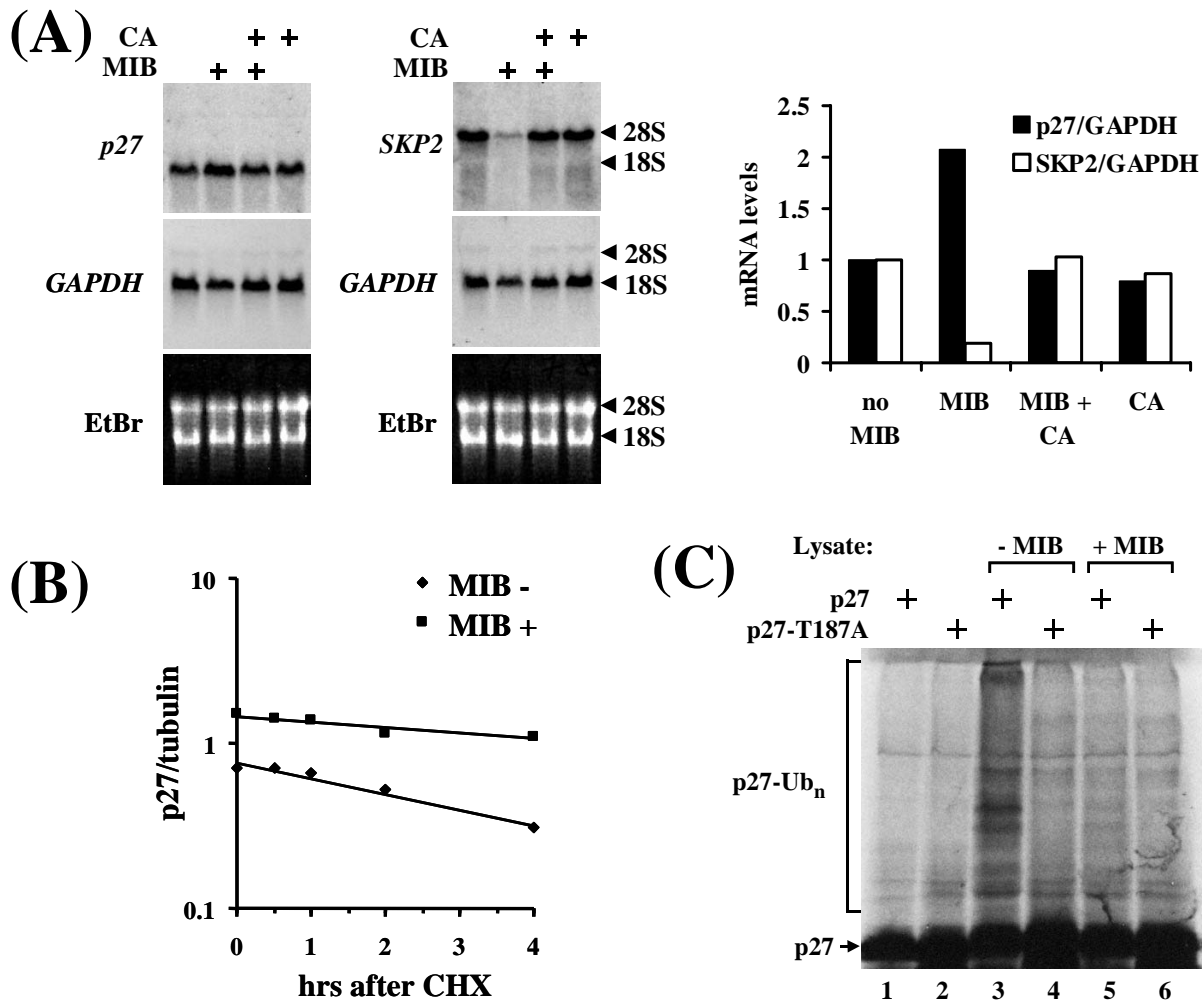 (A)
CA + +
MIB + +
p27
GAPDH
EtBr
CA + +
MIB + +
SKP2
28S
18S
GAPDH
28S
18S
EtBr
28S
18S
mRNA levels
2.5
2
1.5
1
0.5
0
p27/GAPDH
SKP2/GAPDH
no MIB
MIB
MIB + CA
CA
(B)
p27/tubulin
10
1
0.1
MIB -
MIB +
0 1 2 3 4
hrs after CHX
(C)
Lysate: - MIB + MIB
p27 + + +
p27-T187A + + +
p27-Ubn
p27
1 2 3 4 5 6